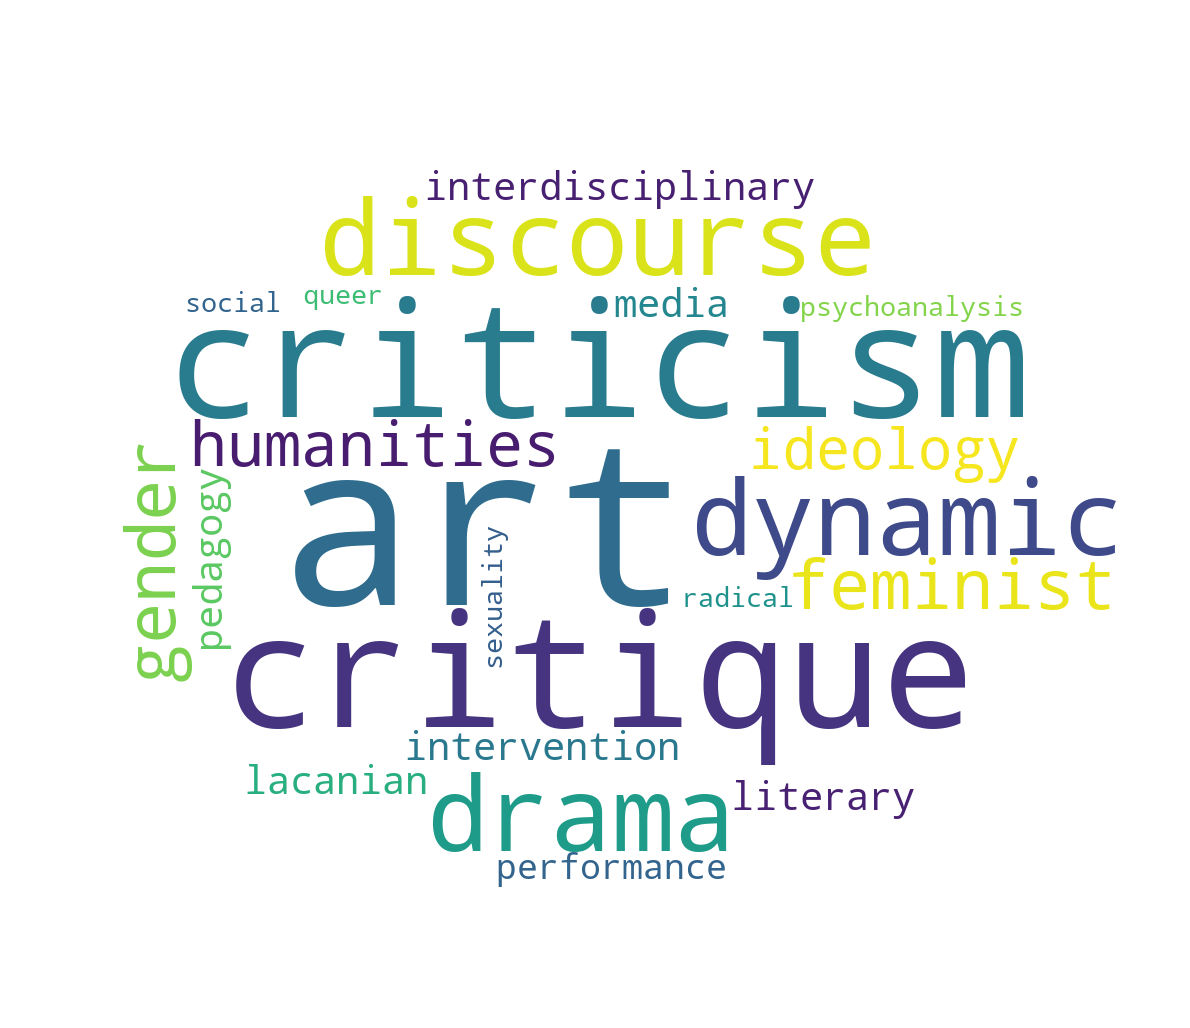 interdisciplinary
discourse
social
queer
media
psychoanalysis
criticism
humanities
ideology
gender
pedagogy
art
dynamic
sexuality
radical
feminist
critique
intervention
lacanian
drama
literary
performance